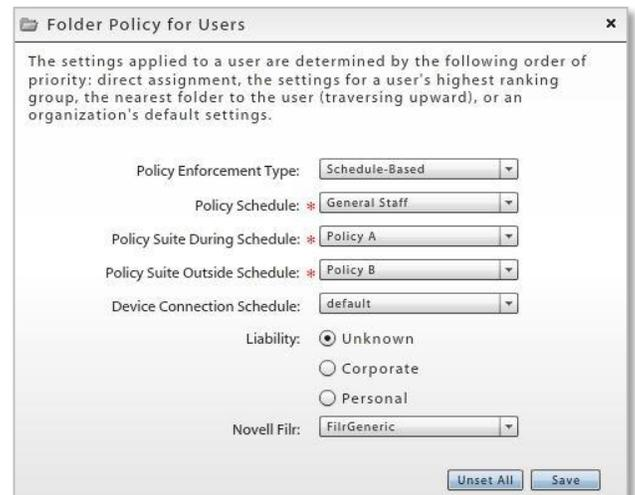 Folder Policy for Users
The settings applied to a user are determined by the following order of
priority: direct assignment, the settings for a user's highest ranking
group, the nearest folder to the user (traversing upward), or an
organization's default settings.
Policy Enforcement Type: Schedule-Based
Policy Schedule: * General Staff
Policy Suite During Schedule: * Policy A
Policy Suite Outside Schedule: * Policy B
Device Connection Schedule: default
Liability: Unknown
Corporate
Personal
Novell Filr: FilrGeneric
Unset All Save